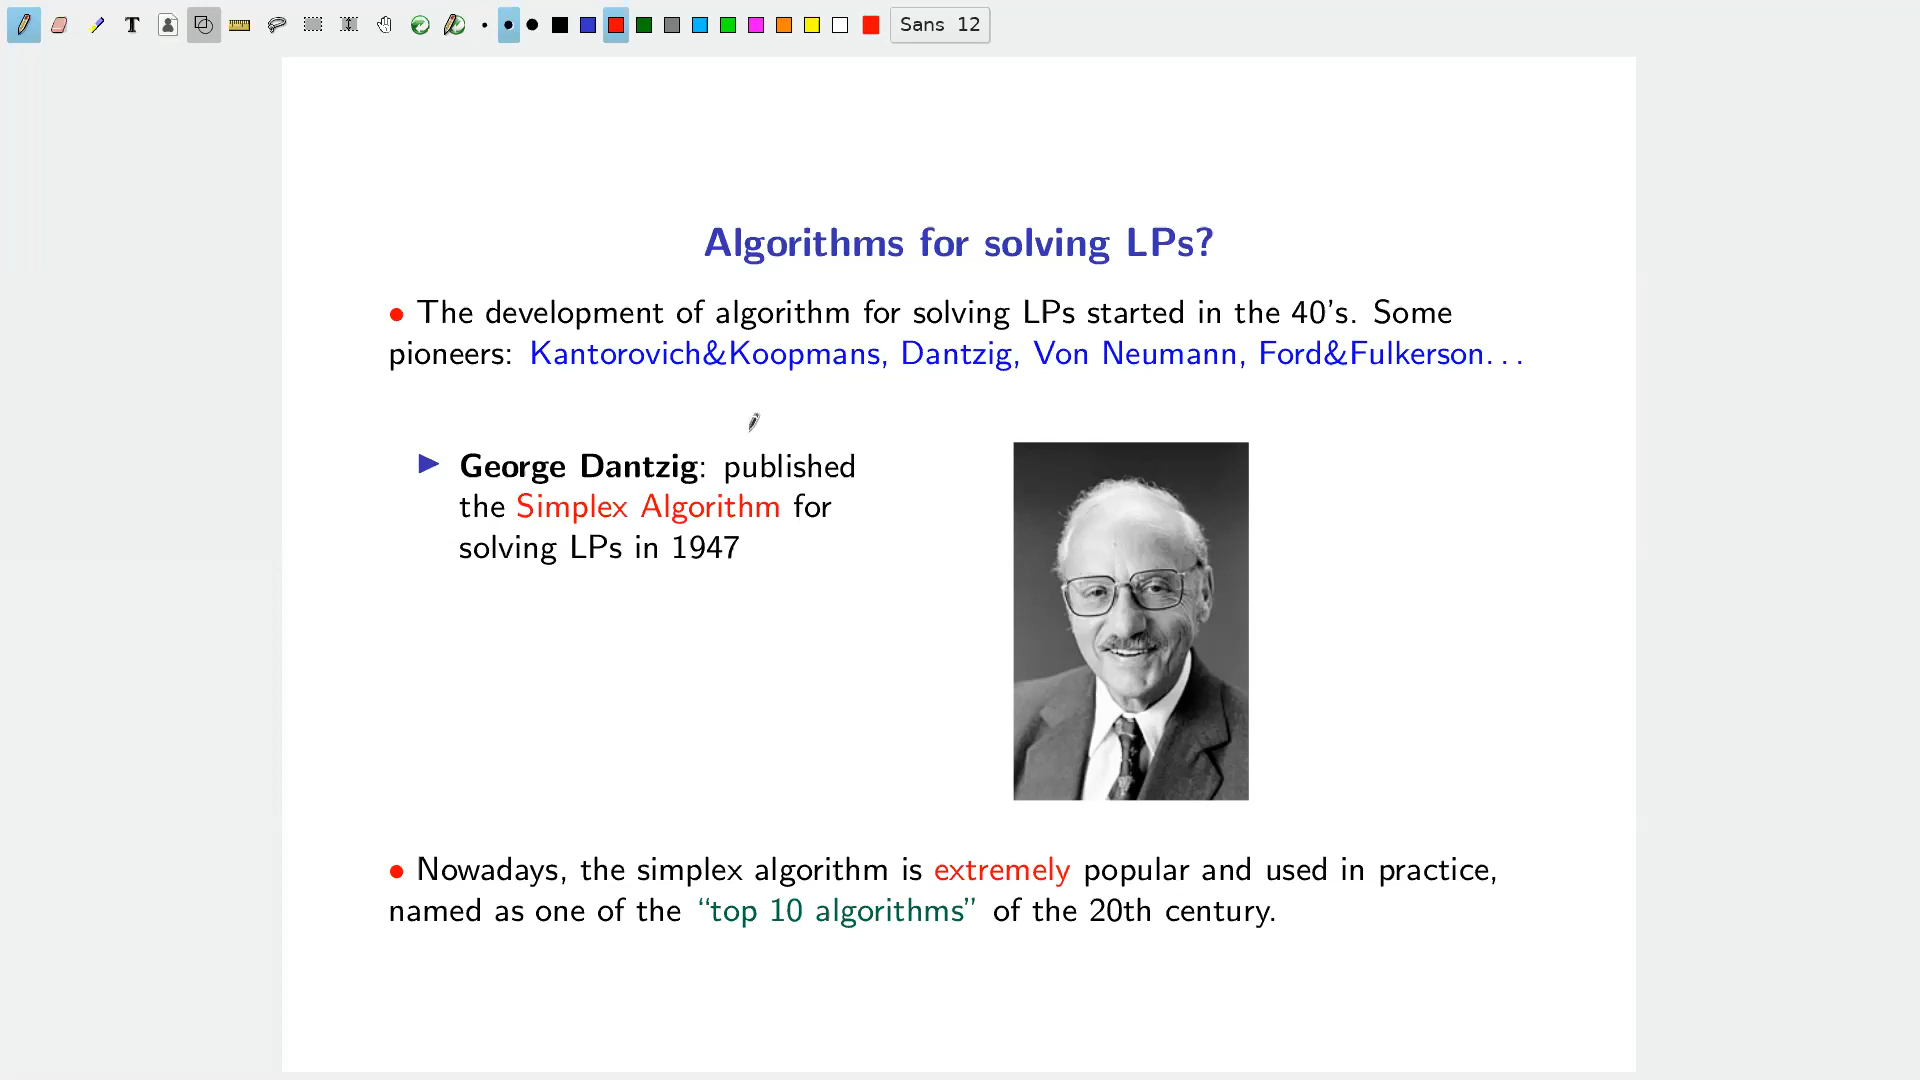 T
Sans 12
Algorithms for solving LPs?
• The development of algorithm for solving LPs started in the 40's. Some
pioneers: Kantorovich&Koopmans, Dantzig, Von Neumann, Ford&Fulkerson...
▶ George Dantzig: published
the Simplex Algorithm for
solving LPs in 1947
• Nowadays, the simplex algorithm is extremely popular and used in practice,
named as one of the “top 10 algorithms” of the 20th century.